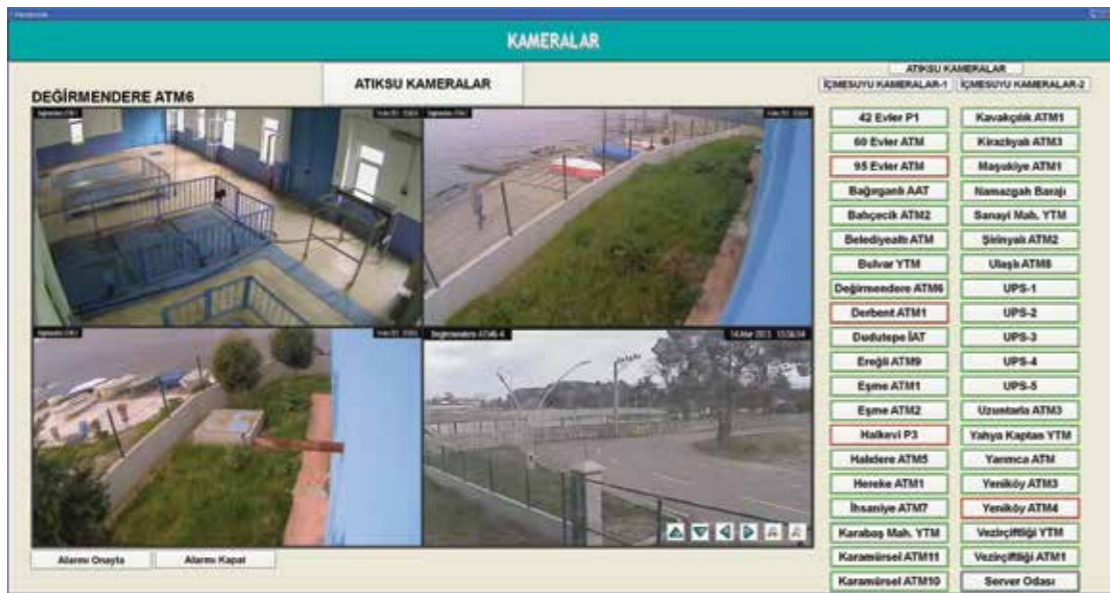 KAMERALAR
ATIKSU KAMERALAR
DEĞİRMENDERE ATM6
ATIKSU KAMERALAR
İÇMESUYU KAMERALAR-1
İÇMESUYU KAMERALAR-2
42 Evler P1
60 Evler ATM
95 Evler ATM
Bağırganlı AAT
Bahçecik ATM2
Belediyealtı ATM
Bulvar YTM
Değirmendere ATM6
Derbent ATM1
Dudutepe İAT
Ereğli ATM9
Eşme ATM1
Eşme ATM2
Halkevi P3
Halıdere ATM5
Hereke ATM1
İhsaniye ATM7
Karabaş Mah. YTM
Karamürsel ATM11
Karamürsel ATM10
Kavakçılık ATM1
Kirazlıyalı ATM3
Maşukiye ATM1
Namazgah Barajı
Sanayi Mah. YTM
Şirinyalı ATM2
Ulaşlı ATM8
UPS-1
UPS-2
UPS-3
UPS-4
UPS-5
Uzuntarla ATM3
Yahya Kaptan YTM
Yarımca ATM
Yeniköy ATM3
Yeniköy ATM4
Vezirçiftliği YTM
Vezirçiftliği ATM1
Server Odası
Değirmendere ATM6-4
Alarmı Onayla
Alarmı Kapat